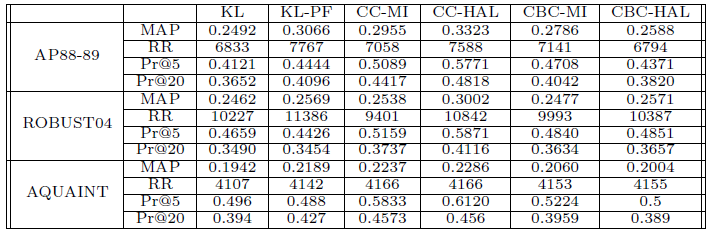 KL KL-PF CC-MI CC-HAL CBC-MI CBC-HAL
AP88-89 MAP 0.2492 0.3066 0.2955 0.3323 0.2786 0.2588
RR 6833 7767 7058 7588 7141 6794
Pr@5 0.4121 0.4444 0.5089 0.5771 0.4708 0.4371
Pr@20 0.3652 0.4096 0.4417 0.4818 0.4042 0.3820
ROBUST04 MAP 0.2462 0.2569 0.2538 0.3002 0.2477 0.2571
RR 10227 11386 9401 10842 9993 10387
Pr@5 0.4659 0.4426 0.5159 0.5871 0.4840 0.4851
Pr@20 0.3490 0.3454 0.3737 0.4116 0.3634 0.3657
AQUAINT MAP 0.1942 0.2189 0.2237 0.2286 0.2060 0.2004
RR 4107 4142 4166 4166 4153 4155
Pr@5 0.496 0.488 0.5833 0.6120 0.5224 0.5
Pr@20 0.394 0.427 0.4573 0.456 0.3959 0.389